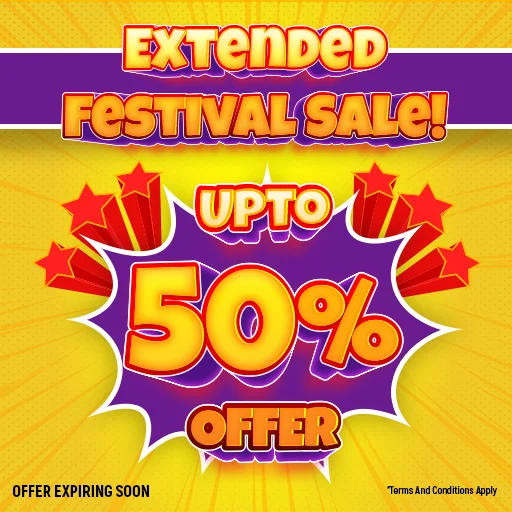 Extended
Festival Sale!
UPTO
50%
OFFER
OFFER EXPIRING SOON
*Terms And Conditions Apply